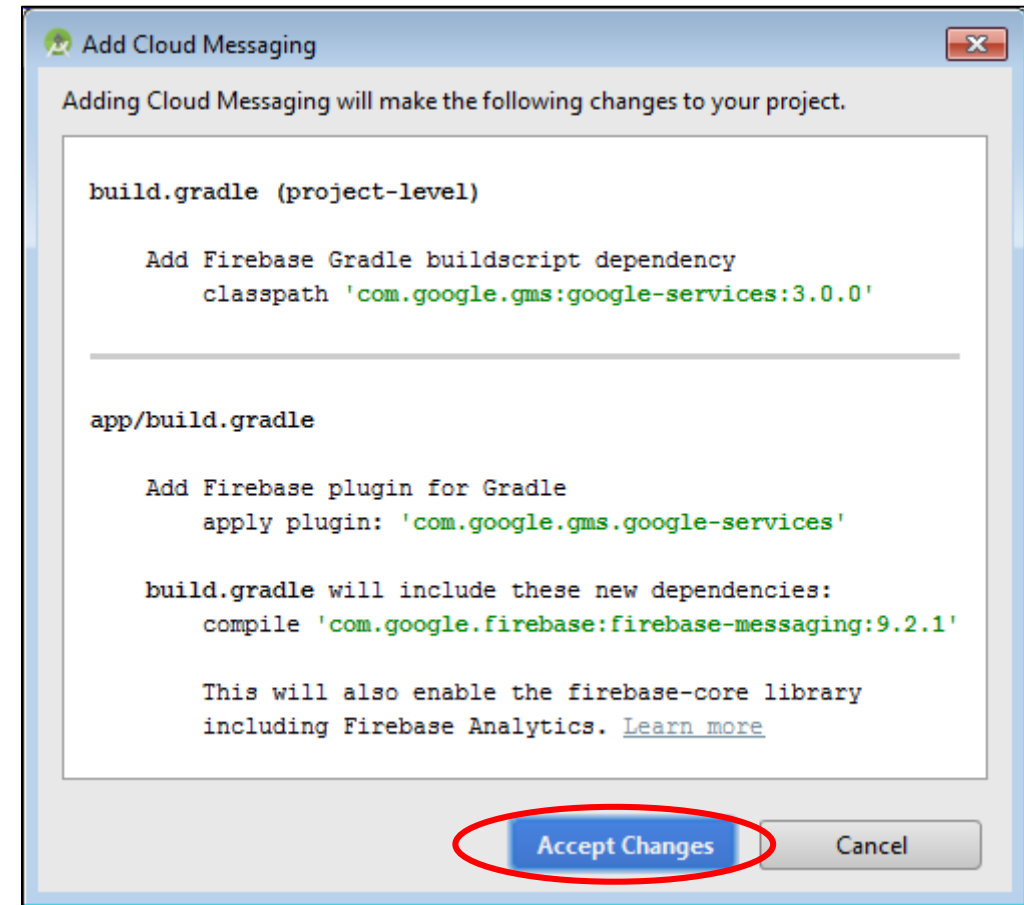 Add Cloud Messaging
Adding Cloud Messaging will make the following changes to your project.
build.gradle (project-level)
Add Firebase Gradle buildscript dependency
classpath 'com.google.gms:google-services:3.0.0'
app/build.gradle
Add Firebase plugin for Gradle
apply plugin: 'com.google.gms.google-services'
build.gradle will include these new dependencies:
compile 'com.google.firebase:firebase-messaging:9.2.1'
This will also enable the firebase-core library
including Firebase Analytics. Learn more
Accept Changes
Cancel